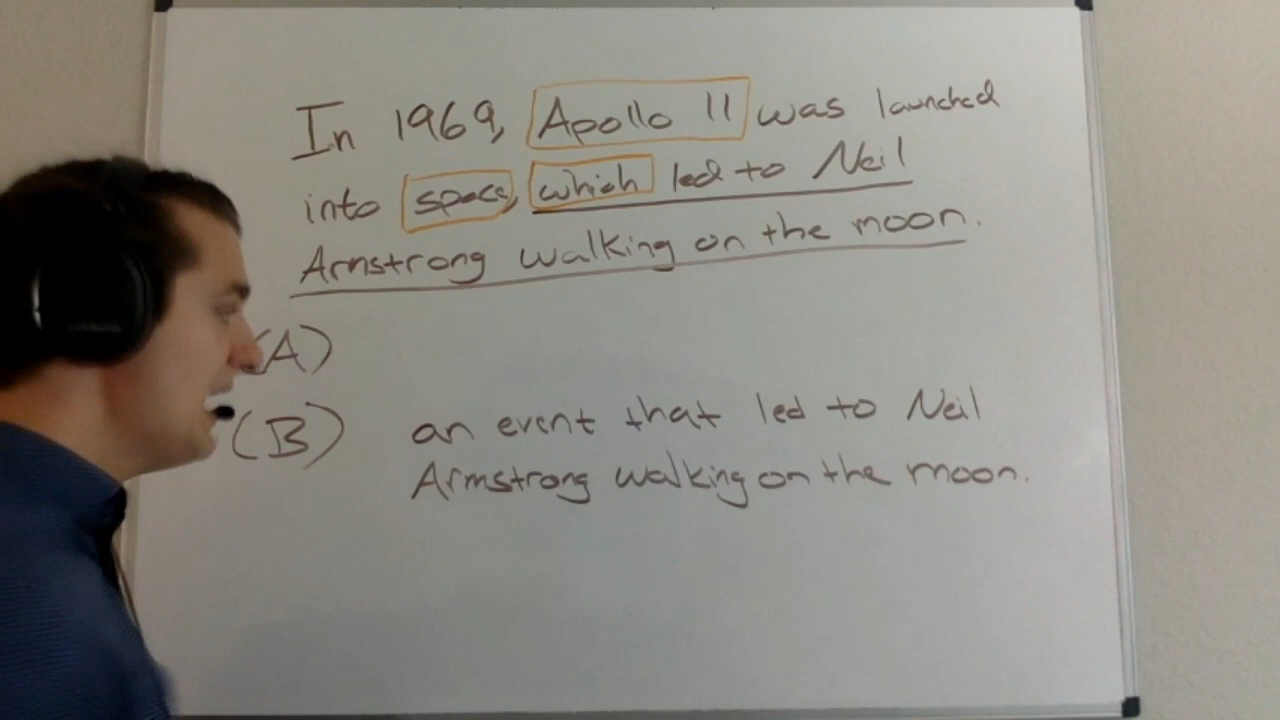 In 1969, Apollo 11 was launched
into space, which led to Neil
Armstrong walking on the moon.
(A)
(B) an event that led to Neil
Armstrong walking on the moon.